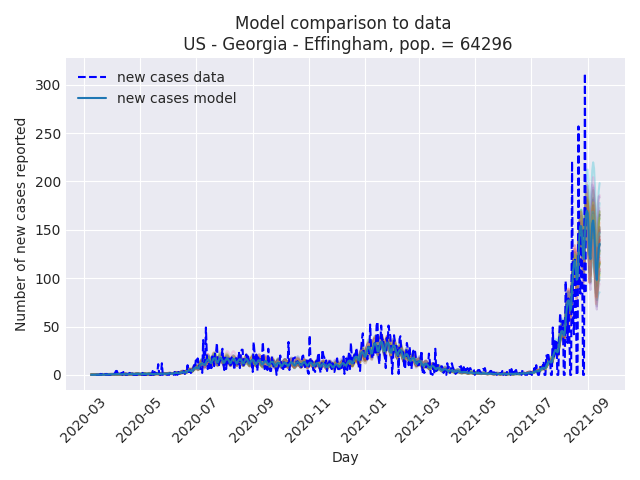 Model comparison to data
US - Georgia - Effingham, pop. = 64296
new cases data
new cases model
Number of new cases reported
300
250
200
150
100
50
0
2020-03
2020-05
2020-07
2020-09
2020-11
2021-01
2021-03
2021-05
2021-07
2021-09
Day